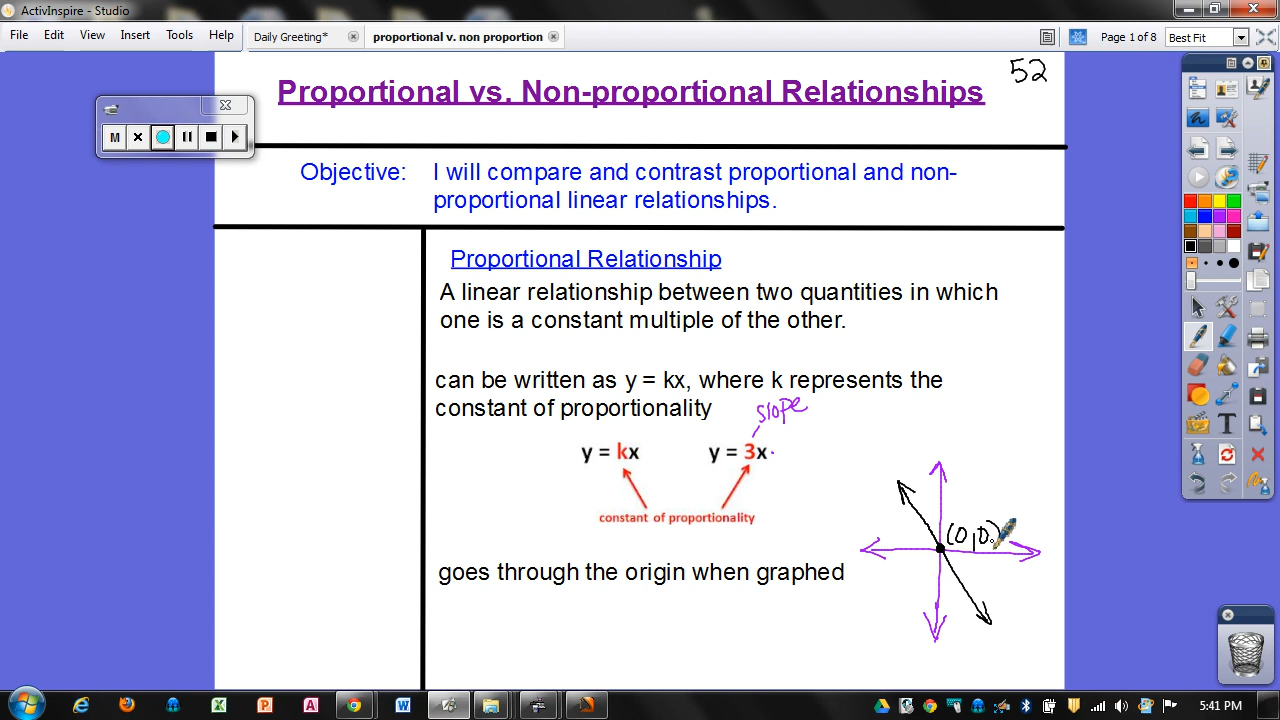 ActivInspire - Studio
File Edit View Insert Tools Help
Daily Greeting*
proportional v. non proportion
Page 1 of 8
Best Fit
52
Proportional vs. Non-proportional Relationships
M
Objective: I will compare and contrast proportional and non-
proportional linear relationships.
Proportional Relationship
A linear relationship between two quantities in which
one is a constant multiple of the other.
can be written as y = kx, where k represents the
constant of proportionality
slope
y = kx y = 3x
constant of proportionality
(0,0)
goes through the origin when graphed
5:41 PM